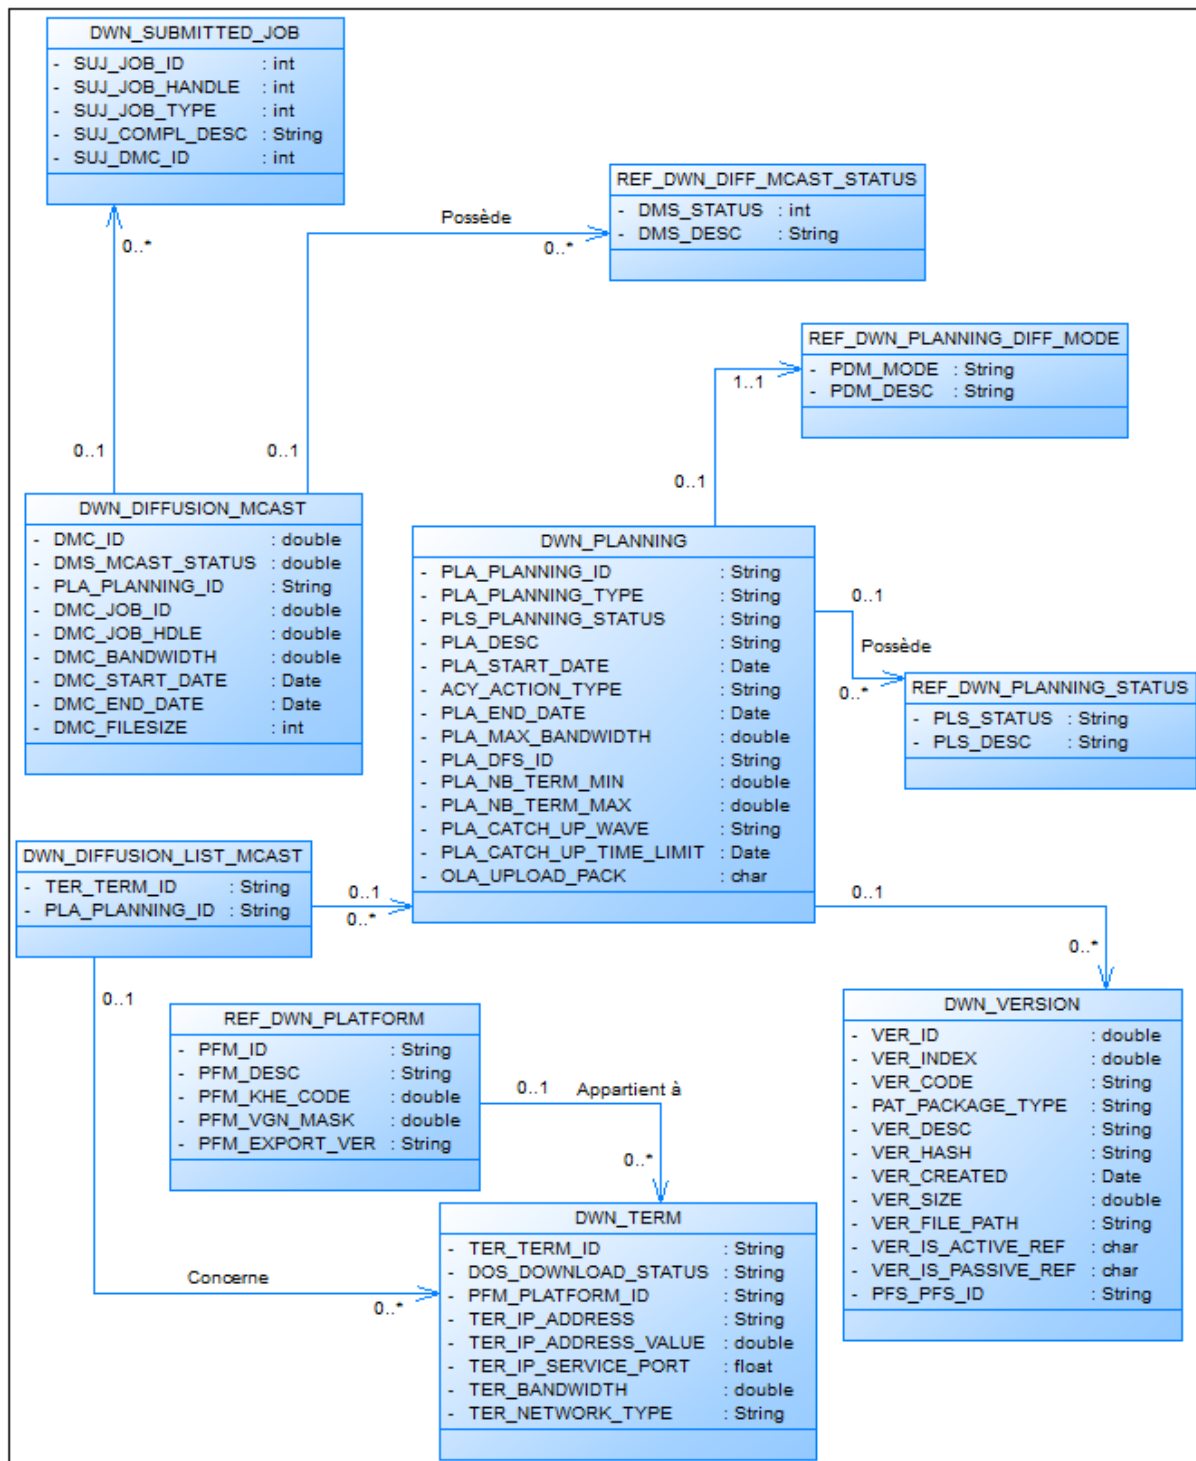 DWN_SUBMITTED_JOB
- SUJ_JOB_ID : int
- SUJ_JOB_HANDLE : int
- SUJ_JOB_TYPE : int
- SUJ_COMPL_DESC : String
- SUJ_DMC_ID : int
0..*
0..1
Possède
0..*
0..1
REF_DWN_DIFF_MCAST_STATUS
- DMS_STATUS : int
- DMS_DESC : String
REF_DWN_PLANNING_DIFF_MODE
- PDM_MODE : String
- PDM_DESC : String
1..1
0..1
DWN_DIFFUSION_MCAST
- DMC_ID : double
- DMS_MCAST_STATUS : double
- PLA_PLANNING_ID : String
- DMC_JOB_ID : double
- DMC_JOB_HDLE : double
- DMC_BANDWIDTH : double
- DMC_START_DATE : Date
- DMC_END_DATE : Date
- DMC_FILESIZE : int
DWN_PLANNING
- PLA_PLANNING_ID : String
- PLA_PLANNING_TYPE : String
- PLS_PLANNING_STATUS : String
- PLA_DESC : String
- PLA_START_DATE : Date
- ACY_ACTION_TYPE : String
- PLA_END_DATE : Date
- PLA_MAX_BANDWIDTH : double
- PLA_DFS_ID : String
- PLA_NB_TERM_MIN : double
- PLA_NB_TERM_MAX : double
- PLA_CATCH_UP_WAVE : String
- PLA_CATCH_UP_TIME_LIMIT : Date
- OLA_UPLOAD_PACK : char
0..1
Possède
0..*
REF_DWN_PLANNING_STATUS
- PLS_STATUS : String
- PLS_DESC : String
DWN_DIFFUSION_LIST_MCAST
- TER_TERM_ID : String
- PLA_PLANNING_ID : String
0..1
0..*
0..1
0..*
0..1
REF_DWN_PLATFORM
- PFM_ID : String
- PFM_DESC : String
- PFM_KHE_CODE : double
- PFM_VGN_MASK : double
- PFM_EXPORT_VER : String
0..1
Appartient à
0..*
DWN_VERSION
- VER_ID : double
- VER_INDEX : double
- VER_CODE : String
- PAT_PACKAGE_TYPE : String
- VER_DESC : String
- VER_HASH : String
- VER_CREATED : Date
- VER_SIZE : double
- VER_FILE_PATH : String
- VER_IS_ACTIVE_REF : char
- VER_IS_PASSIVE_REF : char
- PFS_PFS_ID : String
Concerne
0..*
DWN_TERM
- TER_TERM_ID : String
- DOS_DOWNLOAD_STATUS : String
- PFM_PLATFORM_ID : String
- TER_IP_ADDRESS : String
- TER_IP_ADDRESS_VALUE : double
- TER_IP_SERVICE_PORT : float
- TER_BANDWIDTH : double
- TER_NETWORK_TYPE : String